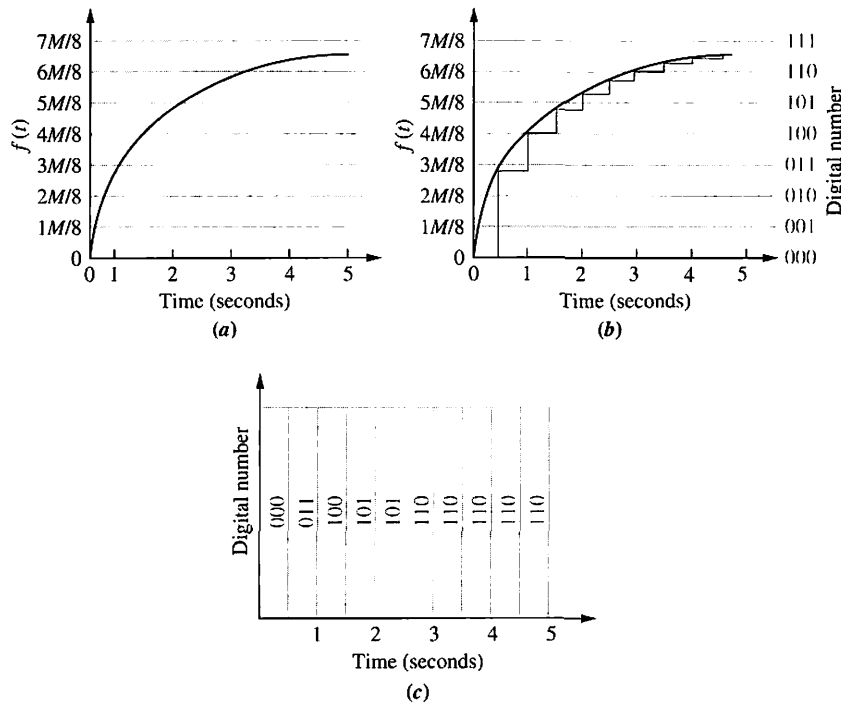 7M/8
6M/8
5M/8
4M/8
3M/8
2M/8
1M/8
0
f(t)
0 1 2 3 4 5
Time (seconds)
(a)
7M/8
6M/8
5M/8
4M/8
3M/8
2M/8
1M/8
0
f(t)
0 1 2 3 4 5
Time (seconds)
(b)
111
110
101
100
011
010
001
000
Digital number
Digital number
000 011 100 101 101 110 110 110 110 110
1 2 3 4 5
Time (seconds)
(c)